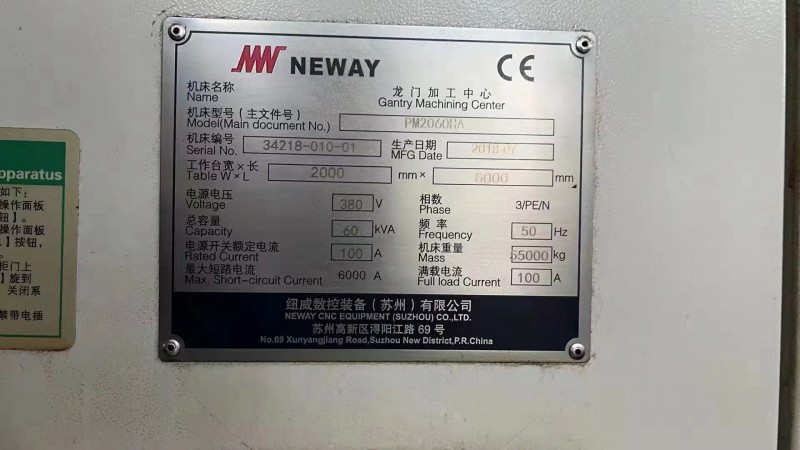 NEWAY
CE
机床名称
Name
龙门加工中心
Gantry Machining Center
机床型号(主文件号)
Model(Main document No.)
PM2060HA
机床编号
Serial No.
34218-010-01
生产日期
MFG Date
2018.07
工作台宽×长
Table W×L
2000
mm×
6000
mm
电源电压
Voltage
380 V
相数
Phase
3/PE/N
总容量
Capacity
60 kVA
频率
Frequency
50 Hz
电源开关额定电流
Rated Current
100 A
机床重量
Mass
55000 kg
最大短路电流
Max. Short-circuit Current
6000 A
满载电流
Full load Current
100 A
纽威数控装备(苏州)有限公司
NEWAY CNC EQUIPMENT (SUZHOU) CO.,LTD.
苏州高新区浔阳江路 69 号
No.69 Xunyangjiang Road,Suzhou New District,P.R.China
pparatus
如下:
操作面板
钮】。
操作面板
】按钮,
柜门上
】旋到
关闭系
禁带电插